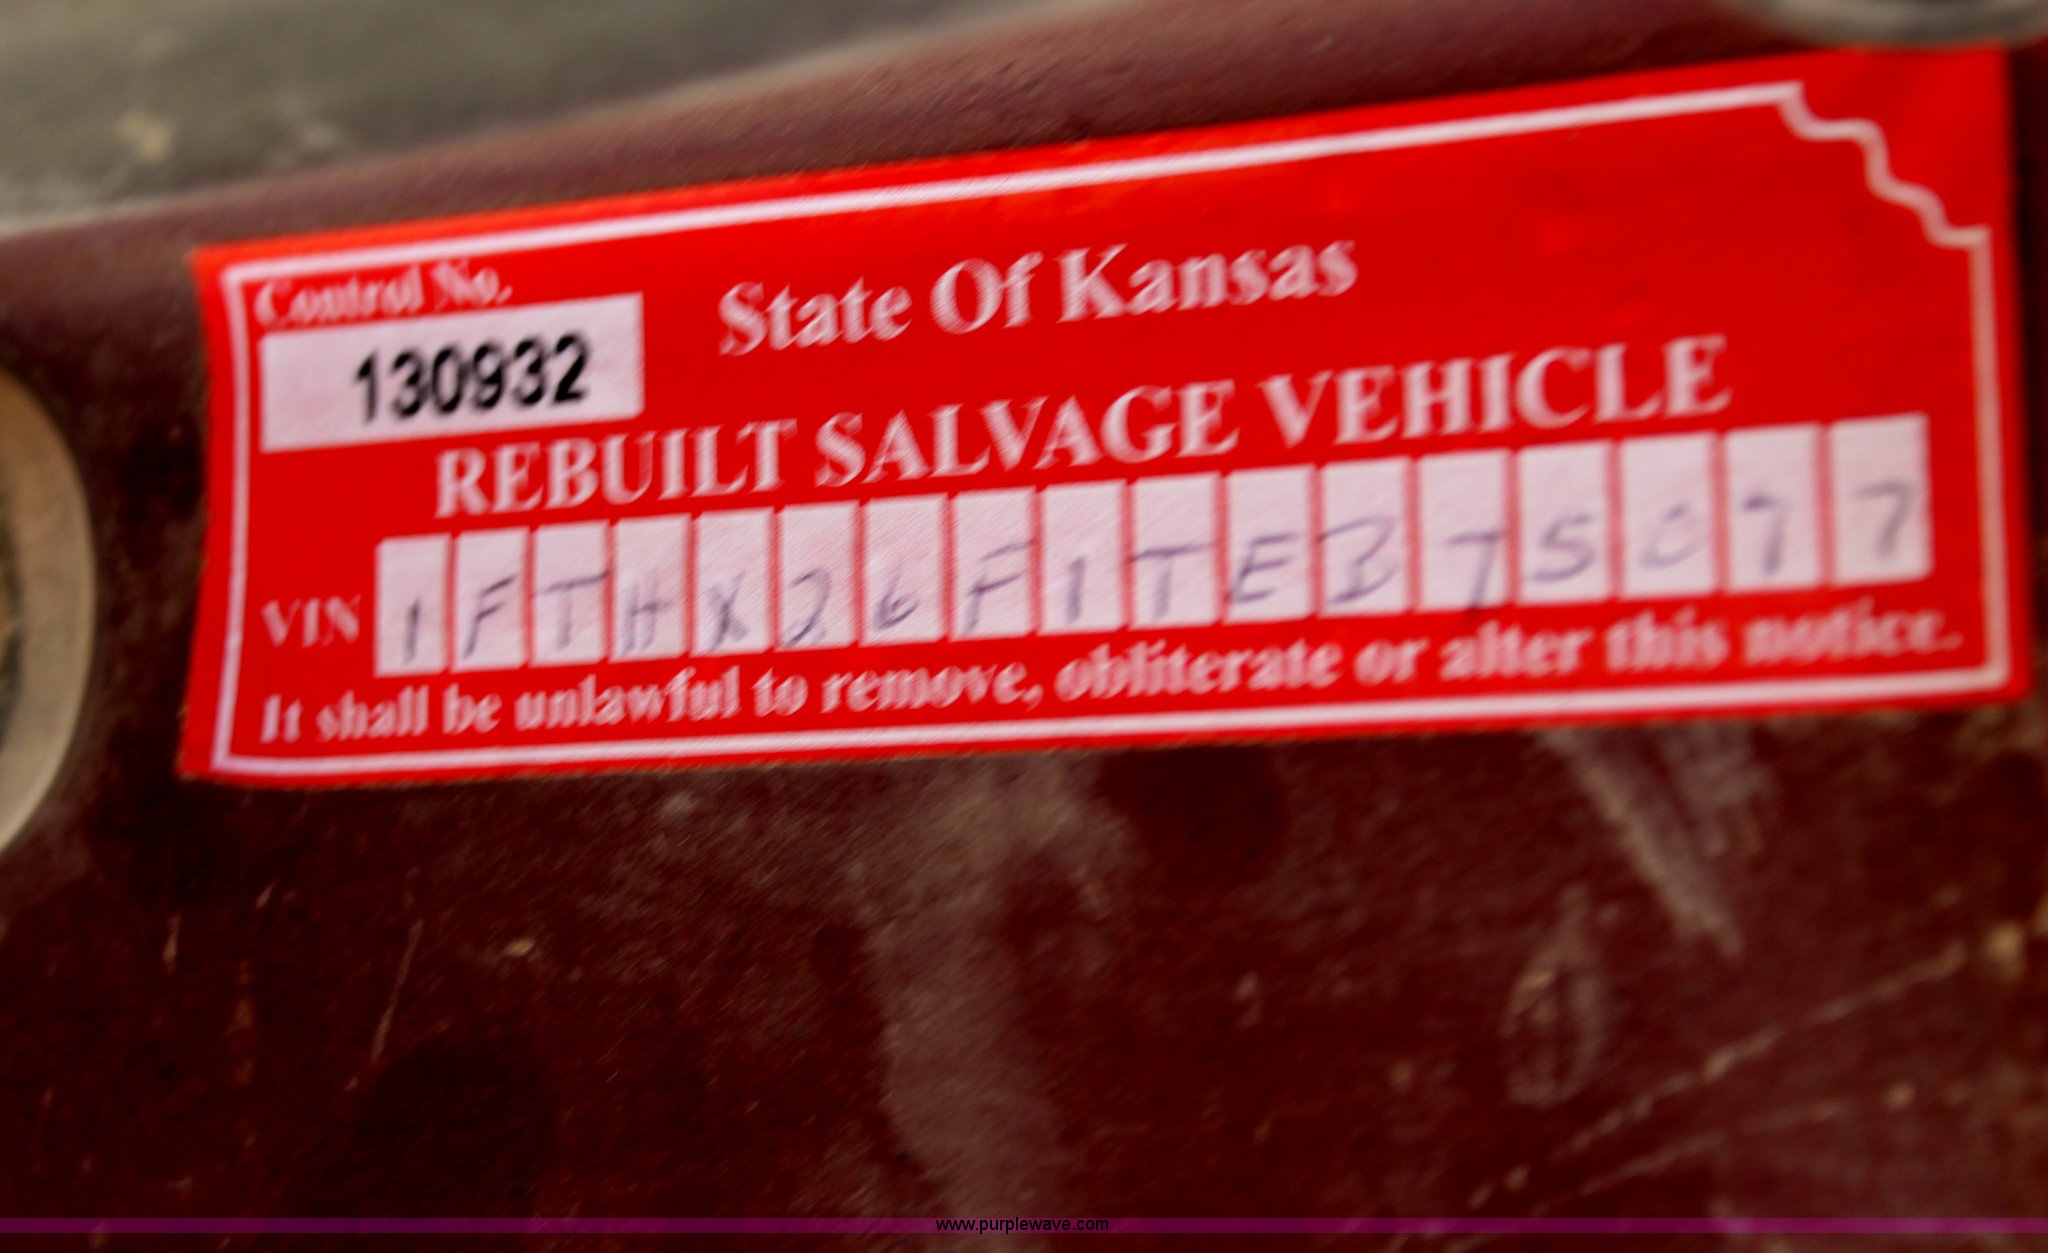 Control No.
130932
State Of Kansas
REBUILT SALVAGE VEHICLE
VIN 1FTHX26F1TEB75077
It shall be unlawful to remove, obliterate or alter this notice.
www.purplewave.com